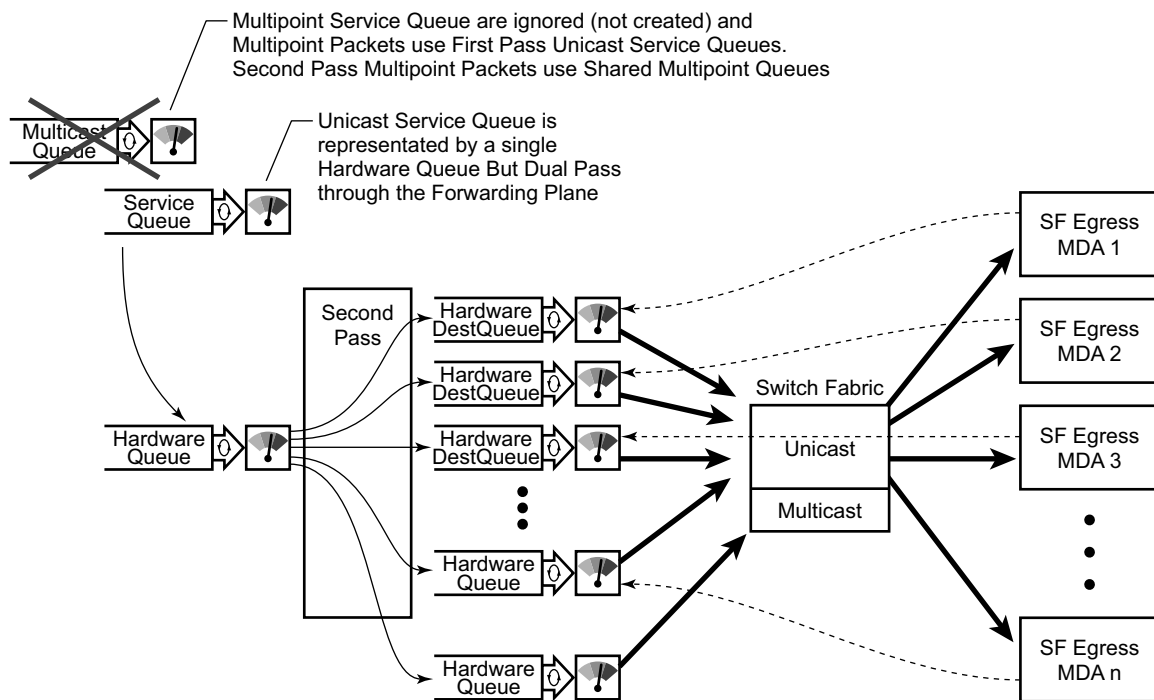 Multipoint Service Queue are ignored (not created) and
Multipoint Packets use First Pass Unicast Service Queues.
Second Pass Multipoint Packets use Shared Multipoint Queues
Multicast
Queue
Unicast Service Queue is
representated by a single
Hardware Queue But Dual Pass
through the Forwarding Plane
Service
Queue
Hardware
Queue
Second
Pass
Hardware
DestQueue
Hardware
DestQueue
Hardware
DestQueue
Hardware
Queue
Hardware
Queue
Switch Fabric
Unicast
Multicast
SF Egress
MDA 1
SF Egress
MDA 2
SF Egress
MDA 3
SF Egress
MDA n